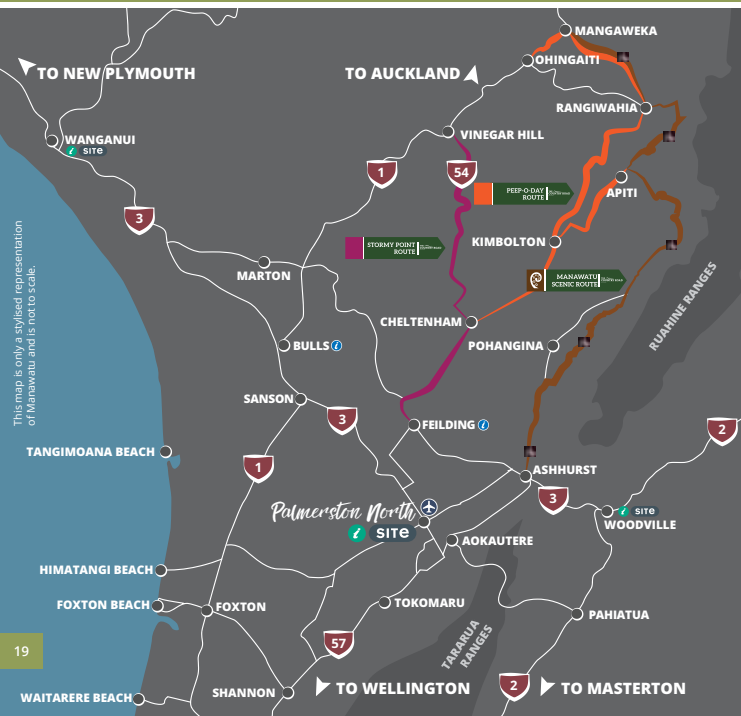 MANGAWEKA
OHINGAITI
TO NEW PLYMOUTH
TO AUCKLAND
RANGIWAHIA
VINEGAR HILL
WANGANUI
i SITE
1
54
PEEP-O-DAY
ROUTE
APITI
3
STORMY POINT
ROUTE
KIMBOLTON
MARTON
MANAWATU
SCENIC ROUTE
RUAHINE RANGES
This map is only a stylised representation
of Manawatu and is not to scale.
CHELTENHAM
POHANGINA
BULLS i
SANSON
3
FEILDING i
2
TANGIMOANA BEACH
1
ASHHURST
3
Palmerston North
i SITE
i SITE
WOODVILLE
AOKAUTERE
HIMATANGI BEACH
FOXTON BEACH
FOXTON
TOKOMARU
PAHIATUA
19
57
TARARUA
RANGES
SHANNON
TO WELLINGTON
2
TO MASTERTON
WAITARERE BEACH